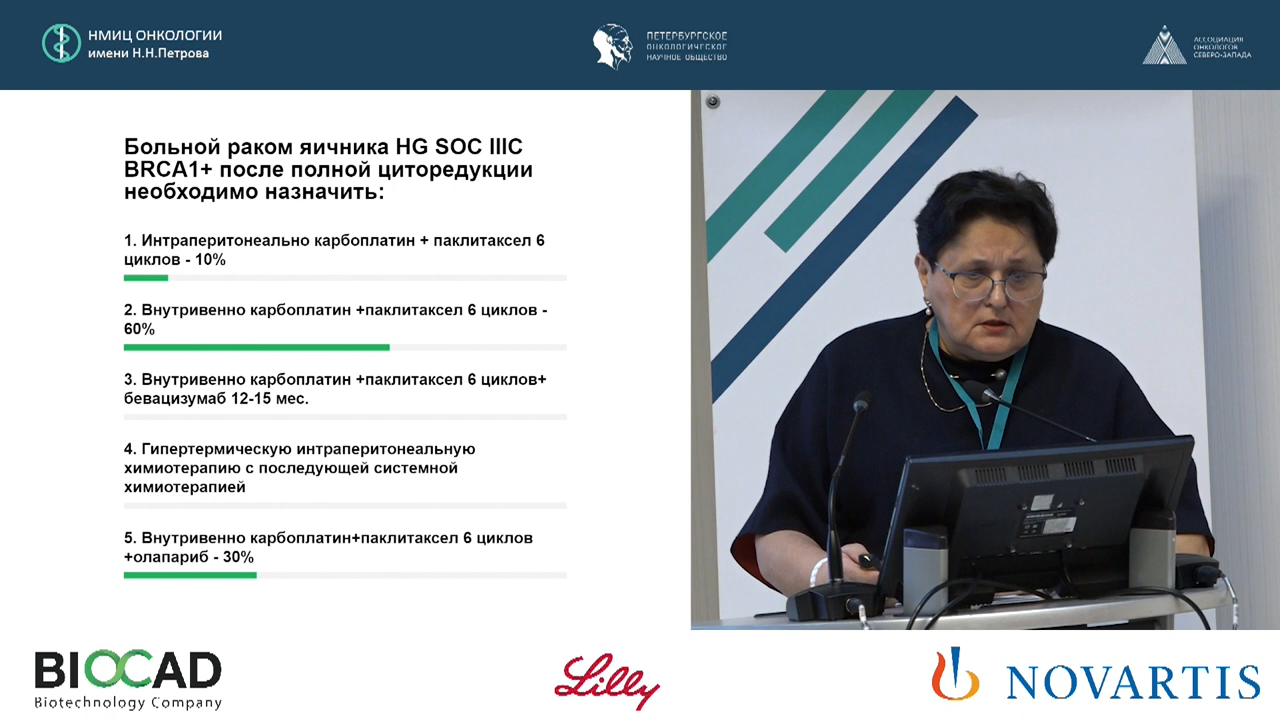 НМИЦ ОНКОЛОГИИ
имени Н.Н.Петрова
ПЕТЕРБУРГСКОЕ
ОНКОЛОГИЧЕСКОЕ
НАУЧНОЕ ОБЩЕСТВО
АССОЦИАЦИЯ
ОНКОЛОГОВ
СЕВЕРО-ЗАПАДА
Больной раком яичника HG SOC IIIC
BRCA1+ после полной циторедукции
необходимо назначить:
1. Интраперитонеально карбоплатин + паклитаксел 6
циклов - 10%
2. Внутривенно карбоплатин +паклитаксел 6 циклов -
60%
3. Внутривенно карбоплатин +паклитаксел 6 циклов+
бевацизумаб 12-15 мес.
4. Гипертермическую интраперитонеальную
химиотерапию с последующей системной
химиотерапией
5. Внутривенно карбоплатин+паклитаксел 6 циклов
+олапариб - 30%
BIOCAD
Biotechnology Company
Lilly
NOVARTIS